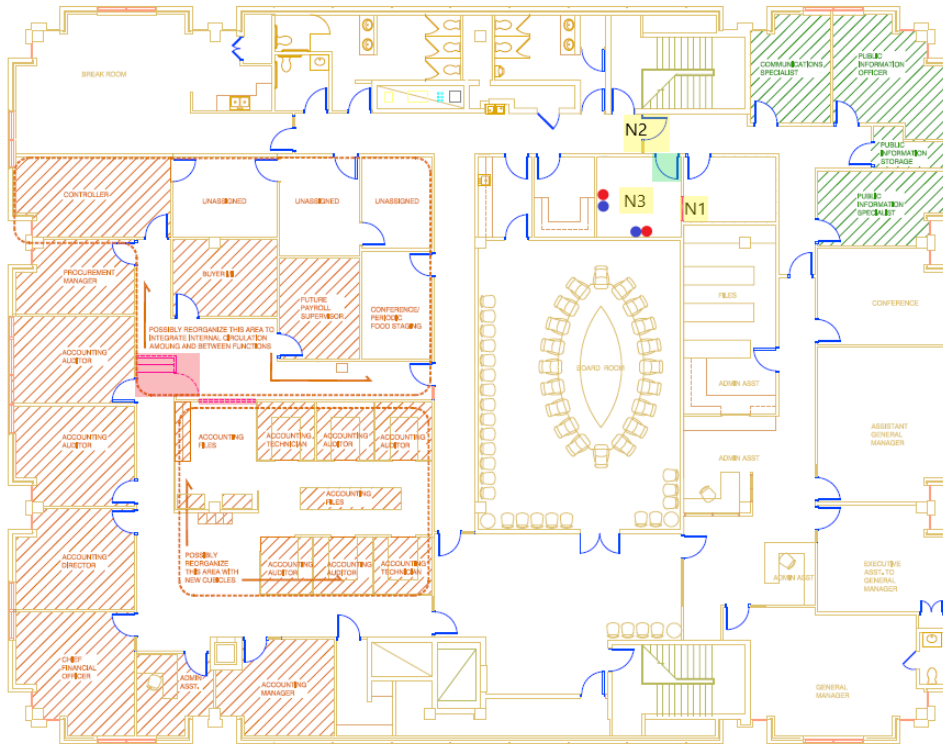 BREAK ROOM
COMMUNICATIONS
SPECIALIST
PUBLIC
INFORMATION
OFFICER
N2
PUBLIC
INFORMATION
STORAGE
CONTROLLER
UNASSIGNED
UNASSIGNED
UNASSIGNED
N3
N1
PUBLIC
INFORMATION
SPECIALIST
PROCUREMENT
MANAGER
BUYER I/II
FUTURE
PAYROLL
SUPERVISOR
CONFERENCE/
PERIODIC
FOOD STAGING
FILES
CONFERENCE
POSSIBLY REORGANIZE THIS AREA TO
INTEGRATE INTERNAL CIRCULATION
AMOUNG AND BETWEEN FUNCTIONS
ACCOUNTING
AUDITOR
BOARD ROOM
ADMIN ASST
ACCOUNTING
AUDITOR
ACCOUNTING
FILES
ACCOUNTING
TECHNICIAN
ACCOUNTING
AUDITOR
ACCOUNTING
AUDITOR
ADMIN ASST
ASSISTANT
GENERAL
MANAGER
ACCOUNTING
FILES
ACCOUNTING
DIRECTOR
POSSIBLY
REORGANIZE
THIS AREA WITH
NEW CUBICLES
ACCOUNTING
AUDITOR
ACCOUNTING
AUDITOR
ACCOUNTING
TECHNICIAN
ADMIN ASST
EXECUTIVE
ASST. TO
GENERAL
MANAGER
CHIEF
FINANCIAL
OFFICER
ADMIN
ASST.
ACCOUNTING
MANAGER
GENERAL
MANAGER